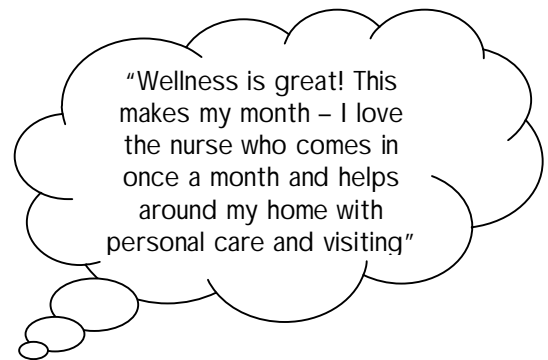 “Wellness is great! This
makes my month – I love
the nurse who comes in
once a month and helps
around my home with
personal care and visiting”